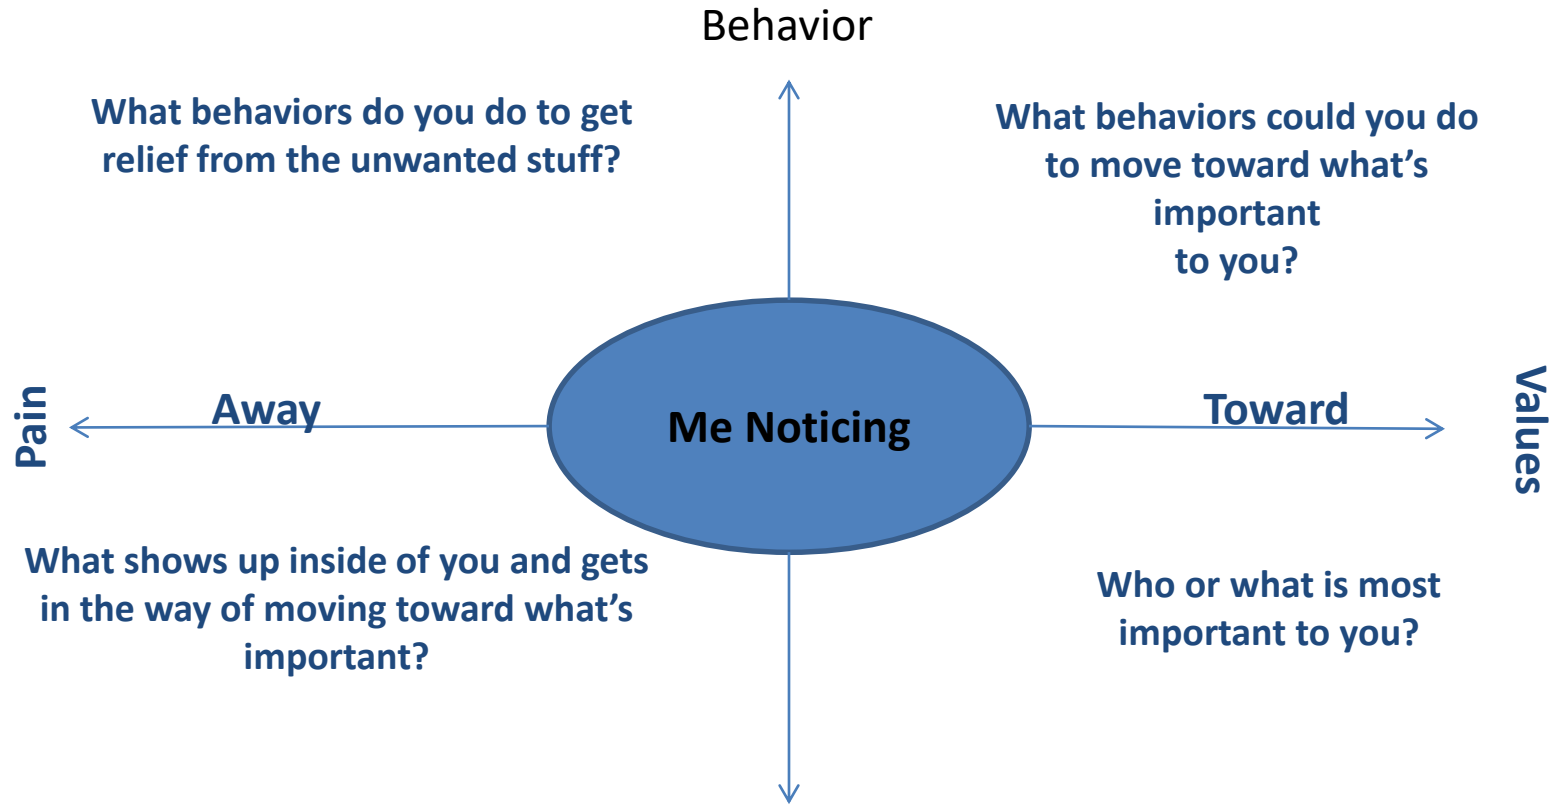 Behavior
What behaviors do you do to get
relief from the unwanted stuff?
What behaviors could you do
to move toward what's
important
to you?
Pain
Away
Me Noticing
Toward
Values
What shows up inside of you and gets
in the way of moving toward what's
important?
Who or what is most
important to you?